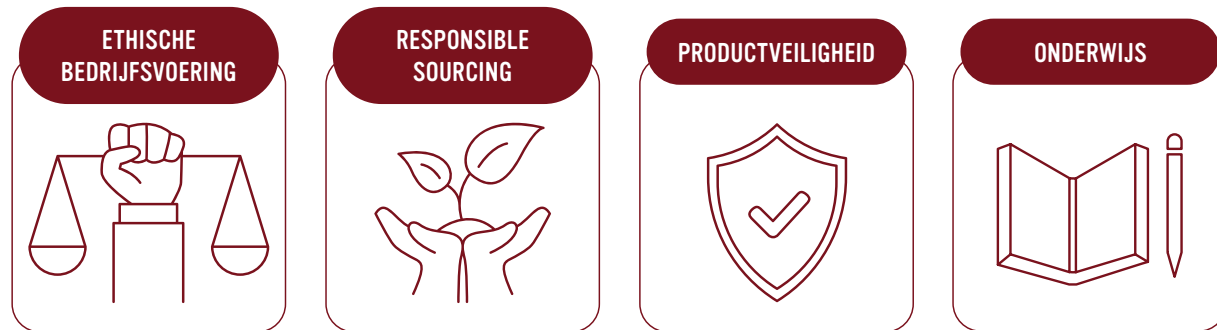 ETHISCHE
BEDRIJFSVOERING
RESPONSIBLE
SOURCING
PRODUCTVEILIGHEID
ONDERWIJS